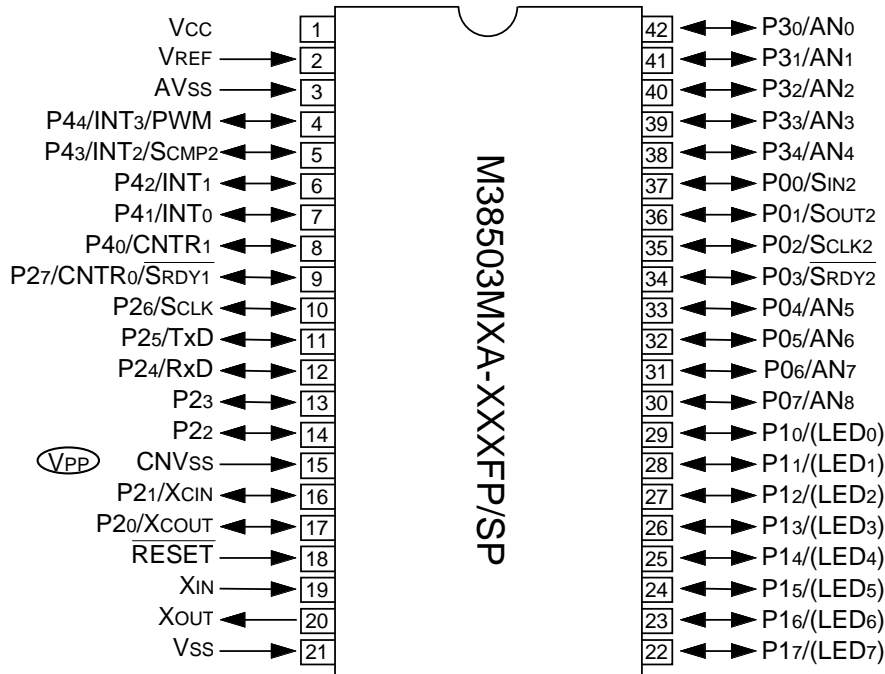 VCC 1 42 P30/AN0
VREF 2 41 P31/AN1
AVSS 3 40 P32/AN2
P44/INT3/PWM 4 39 P33/AN3
P43/INT2/SCMP2 5 38 P34/AN4
P42/INT1 6 37 P00/SIN2
P41/INT0 7 36 P01/SOUT2
P40/CNTR1 8 35 P02/SCLK2
P27/CNTR0/SRDY1 9 34 P03/SRDY2
P26/SCLK 10 33 P04/AN5
P25/TxD 11 32 P05/AN6
P24/RxD 12 31 P06/AN7
P23 13 30 P07/AN8
P22 14 29 P10/(LED0)
VPP CNVSS 15 28 P11/(LED1)
P21/XCIN 16 27 P12/(LED2)
P20/XCOUT 17 26 P13/(LED3)
RESET 18 25 P14/(LED4)
XIN 19 24 P15/(LED5)
XOUT 20 23 P16/(LED6)
VSS 21 22 P17/(LED7)
M38503MXA-XXXFP/SP